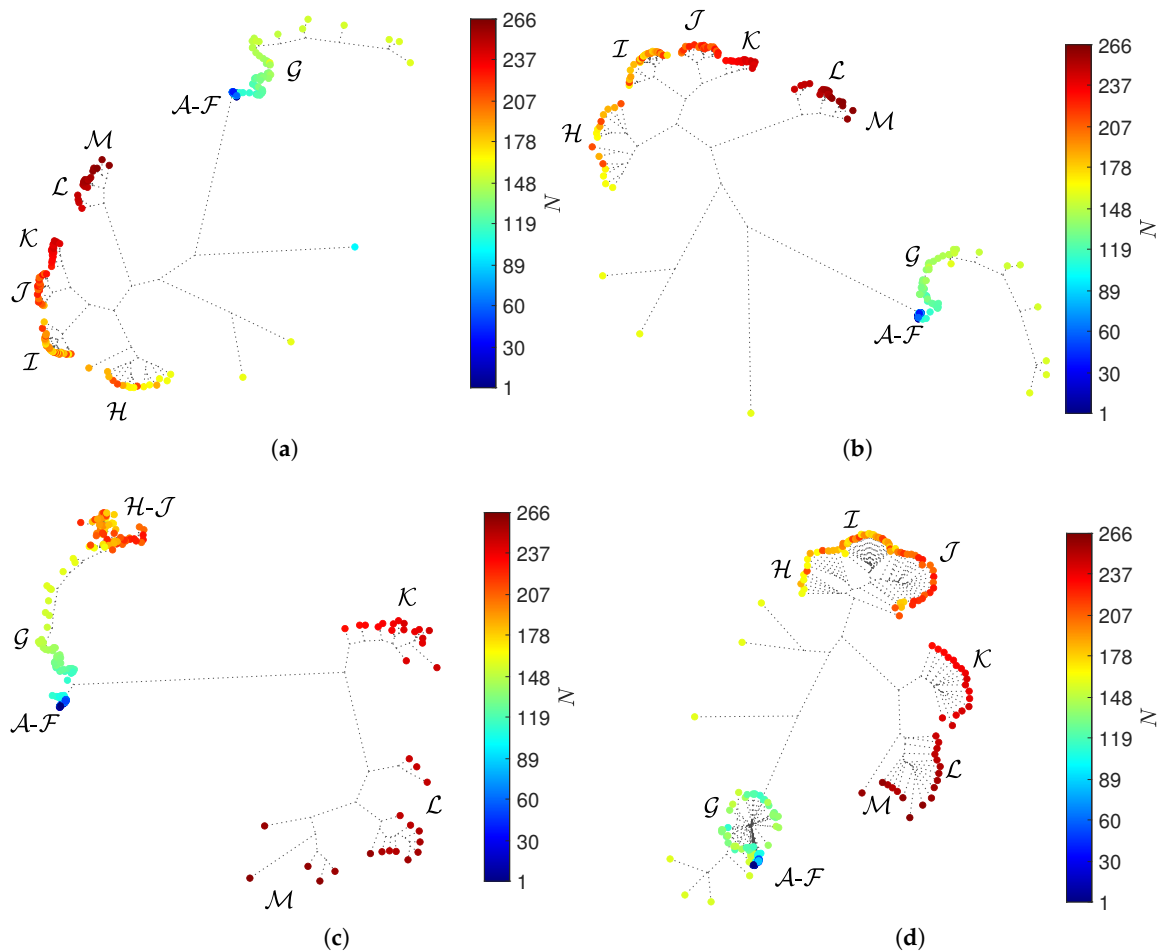 266
237
207
178
148
119
89
60
30
1
N
G
A-F
M
L
K
J
I
H
(a)
266
237
207
178
148
119
89
60
30
1
N
J
I
K
L
H
M
G
A-F
(b)
266
237
207
178
148
119
89
60
30
1
N
H-J
K
G
A-F
L
M
(c)
266
237
207
178
148
119
89
60
30
1
N
I
J
H
K
L
M
G
A-F
(d)